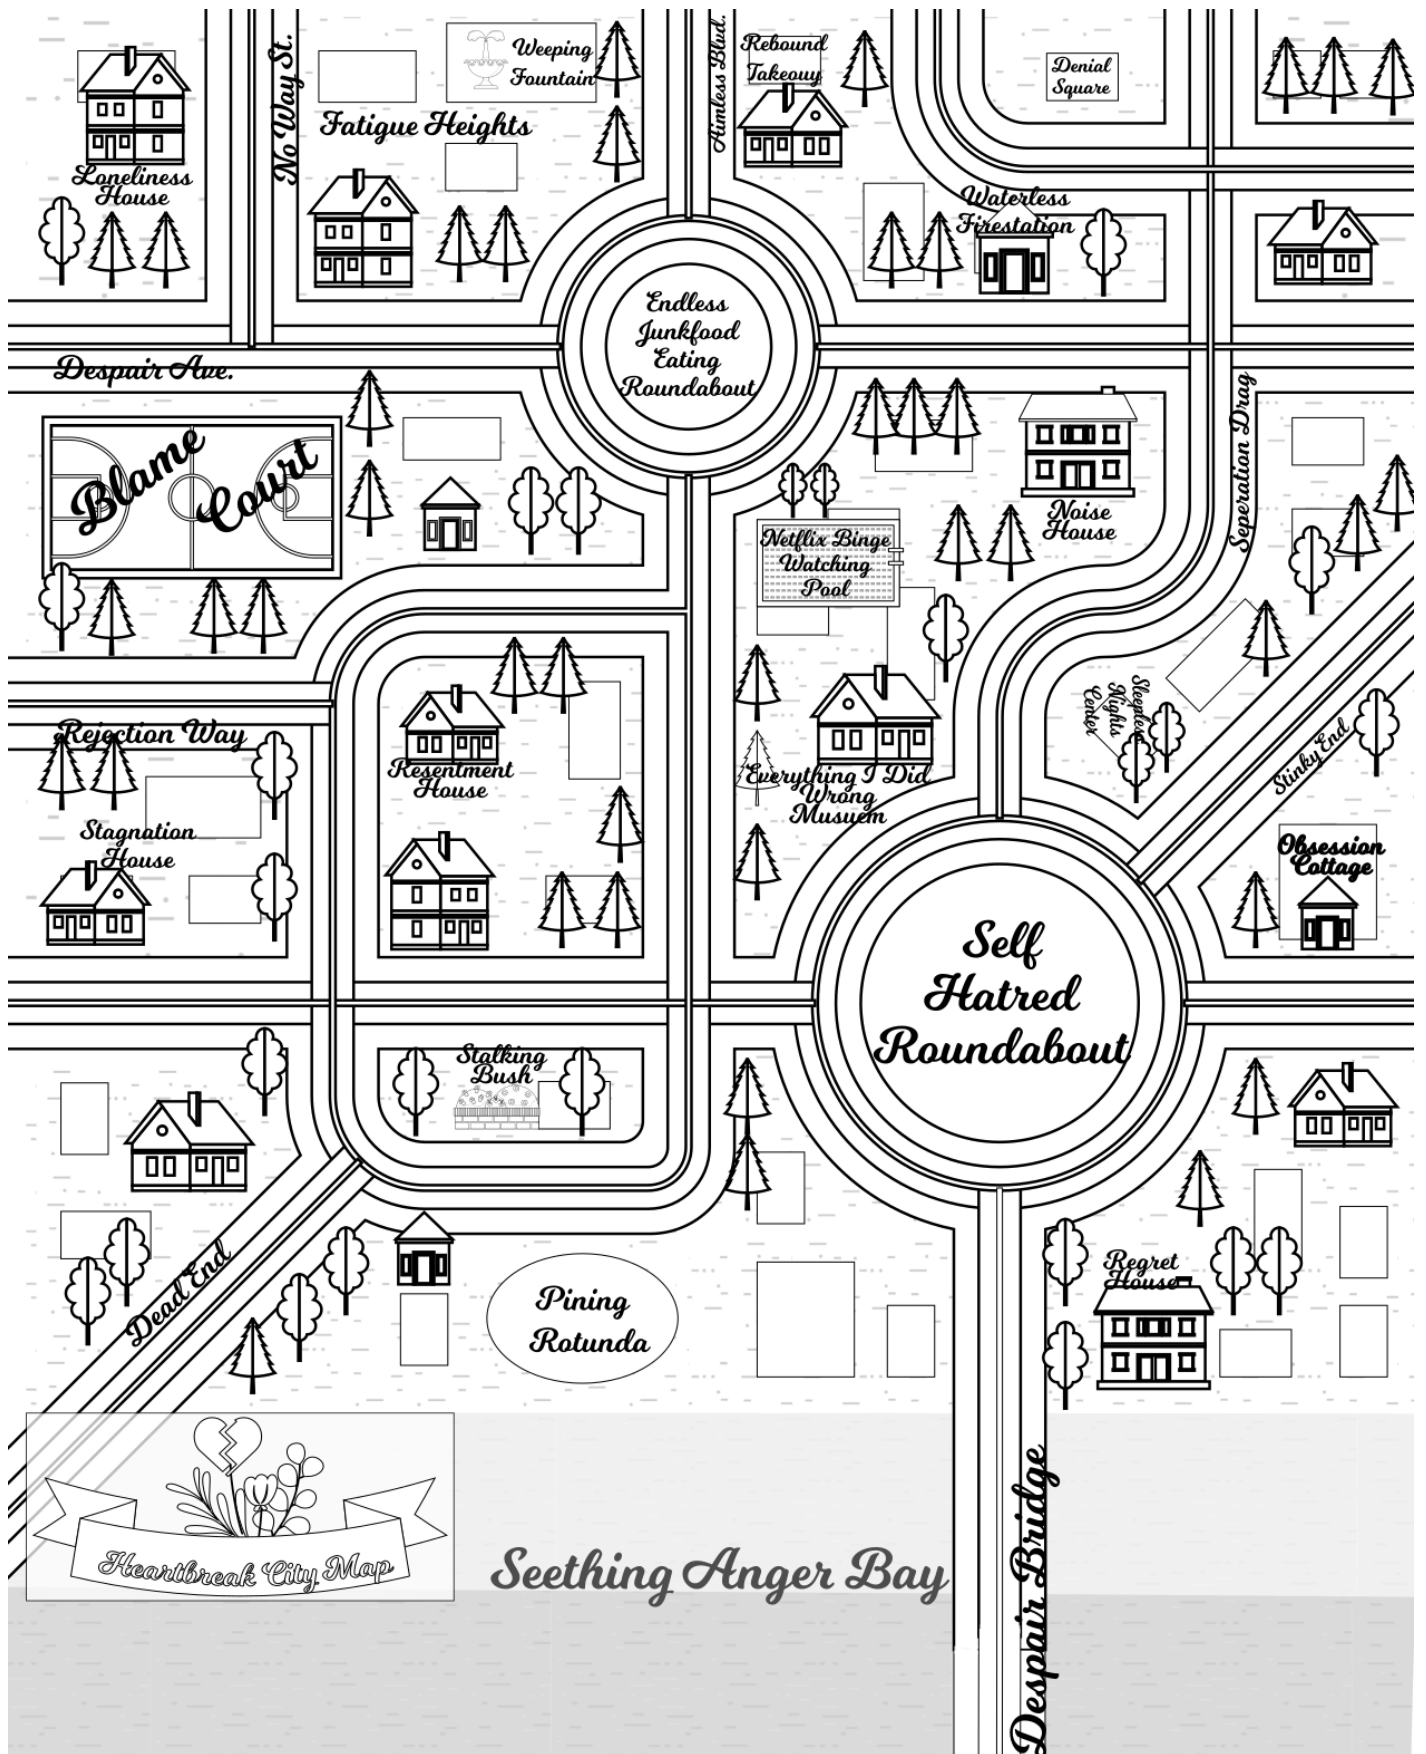 No Way St.
Weeping
Fountain
Fatigue Heights
Aimless Blvd.
Rebound
Takeouy
Denial
Square
Loneliness
House
Waterless
Firestation
Endless
Junkfood
Eating
Roundabout
Despair Ave.
Blame
Court
Seperation Drag
Noise
House
Netflix Binge
Watching
Pool
Sleepless
Nights
Center
Rejection Way
Resentment
House
Everything I Did
Wrong
Musuem
Stinky End
Stagnation
House
Obsession
Cottage
Self
Hatred
Roundabout
Stalking
Bush
Dead End
Pining
Rotunda
Regret
House
Despair Bridge
Seething Anger Bay
Heartbreak City Map